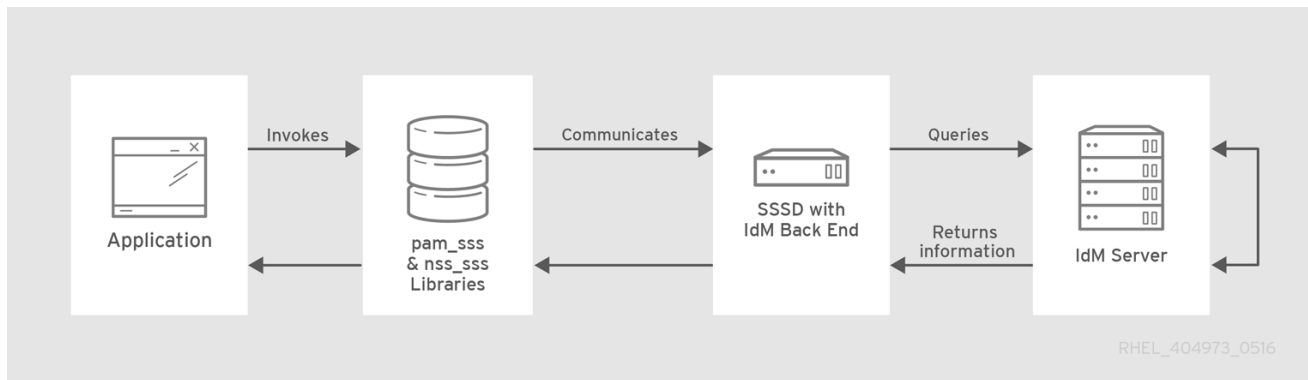 Invokes
Communicates
Queries
Application
pam_sss
& nss_sss
Libraries
SSSD with
IdM Back End
Returns
information
IdM Server
RHEL_404973_0516